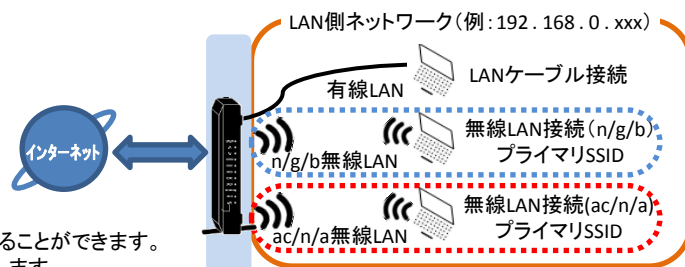 LAN側ネットワーク(例:192.168.0.xxx)
LANケーブル接続
有線LAN
インターネット
無線LAN接続(n/g/b)
プライマリSSID
n/g/b無線LAN
無線LAN接続(ac/n/a)
プライマリSSID
ac/n/a無線LAN
ることができます。
ます